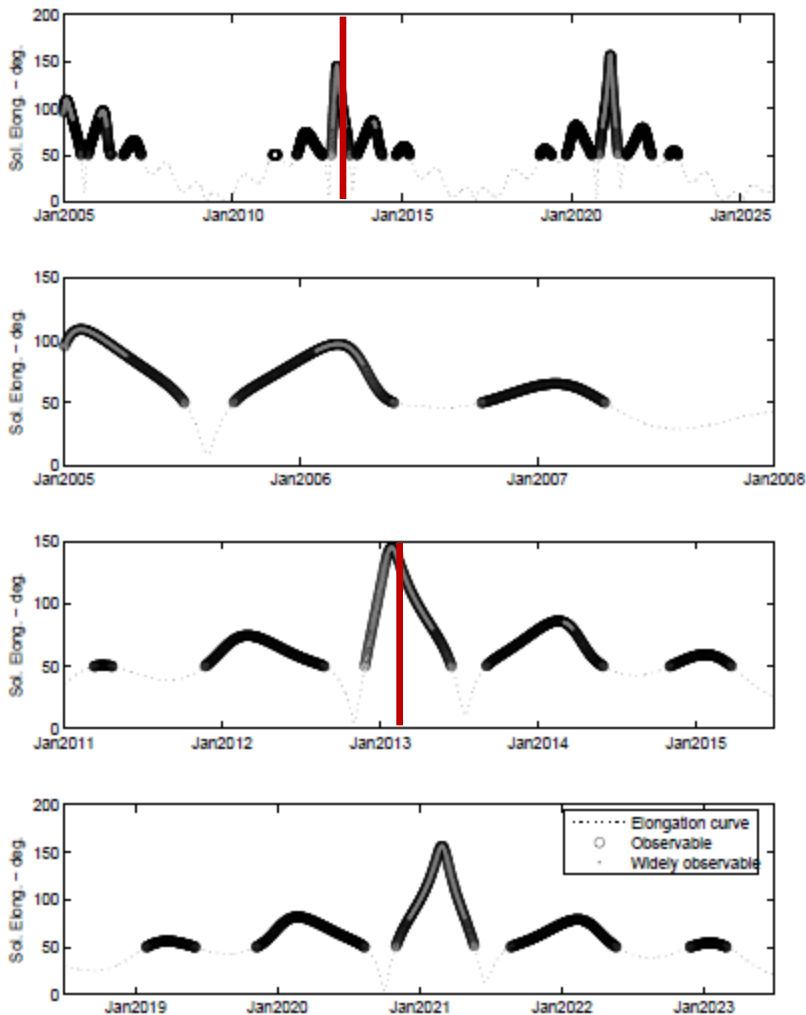 200
150
100
50
0
Sol. Elong. – deg.
Jan2005 Jan2010 Jan2015 Jan2020 Jan2025
150
100
50
0
Sol. Elong. – deg.
Jan2005 Jan2006 Jan2007 Jan2008
150
100
50
0
Sol. Elong. – deg.
Jan2011 Jan2012 Jan2013 Jan2014 Jan2015
200
150
100
50
0
Sol. Elong. – deg.
Elongation curve
Observable
Widely observable
Jan2019 Jan2020 Jan2021 Jan2022 Jan2023